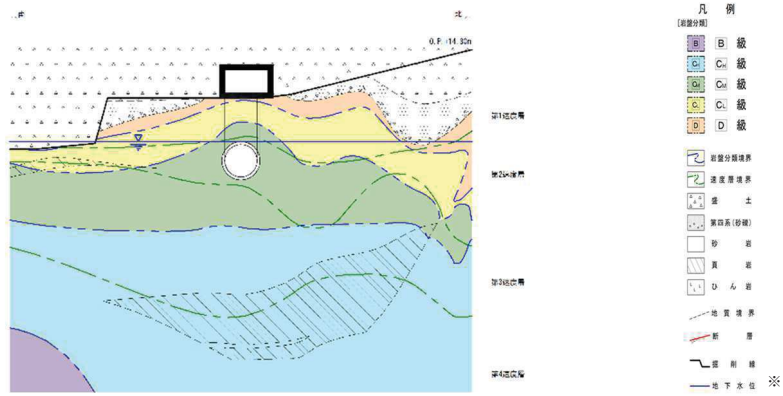 南
北
O.P.+14.80m
第1速度層
第2速度層
第3速度層
第4速度層
凡 例
[岩盤分類]
B B 級
CH CH 級
CM CM 級
CL CL 級
D D 級
岩盤分類境界
速度層境界
盛 土
第四系(砂礫)
砂 岩
頁 岩
ひん岩
地質境界
断 層
掘削線
地下水位 ※